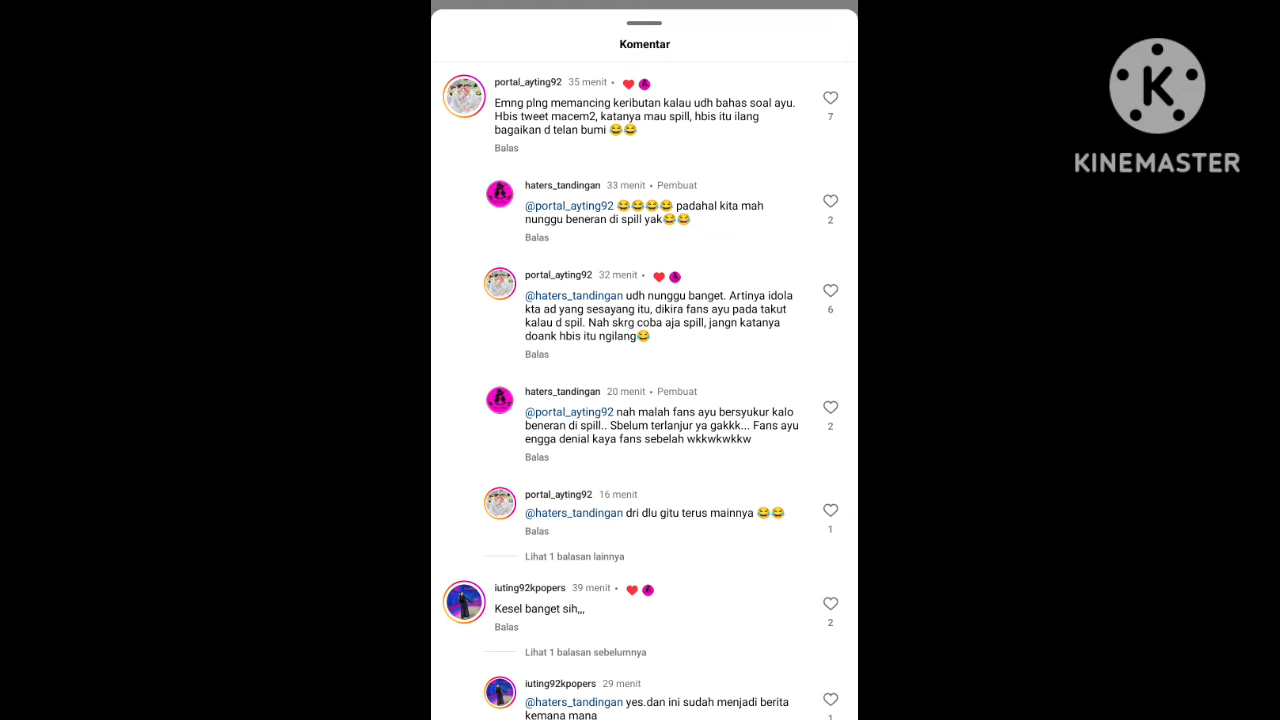 Komentar
portal_ayting92 35 menit •
Emng plng memancing keributan kalau udh bahas soal ayu.
Hbis tweet macem2, katanya mau spill, hbis itu ilang
bagaikan d telan bumi 😂😂
7
Balas
haters_tandingan 33 menit • Pembuat
@portal_ayting92 😂😂😂😂 padahal kita mah
nunggu beneran di spill yak😂😂
2
Balas
portal_ayting92 32 menit •
@haters_tandingan udh nunggu banget. Artinya idola
kta ad yang sesayang itu, dikira fans ayu pada takut
kalau d spil. Nah skrg coba aja spill, jangn katanya
doank hbis itu ngilang😂
6
Balas
haters_tandingan 20 menit • Pembuat
@portal_ayting92 nah malah fans ayu bersyukur kalo
beneran di spill.. Sbelum terlanjur ya gakkk... Fans ayu
engga denial kaya fans sebelah wkkwkwkkw
2
Balas
portal_ayting92 16 menit
@haters_tandingan dri dlu gitu terus mainnya 😂😂
1
Balas
Lihat 1 balasan lainnya
iuting92kpopers 39 menit •
Kesel banget sih,,,
2
Balas
Lihat 1 balasan sebelumnya
iuting92kpopers 29 menit
@haters_tandingan yes.dan ini sudah menjadi berita
kemana mana
1
K
KINEMASTER